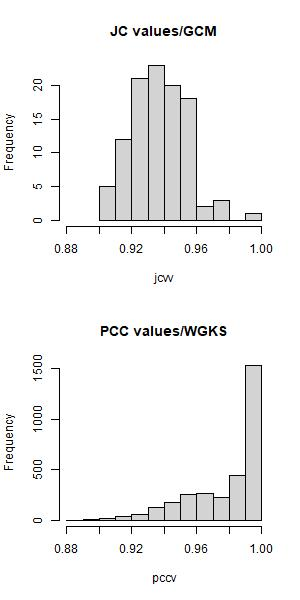 JC values/GCM
Frequency
20
15
10
5
0
0.88 0.92 0.96 1.00
jcvv
PCC values/WGKS
Frequency
1500
1000
500
0
0.88 0.92 0.96 1.00
pccv